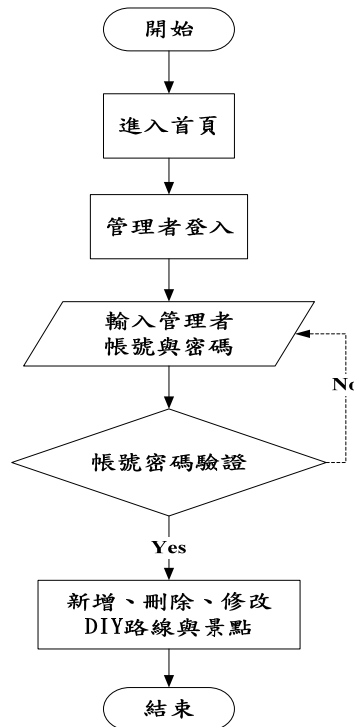 開始
進入首頁
管理者登入
輸入管理者
帳號與密碼
No
帳號密碼驗證
Yes
新增、刪除、修改
DIY路線與景點
結束